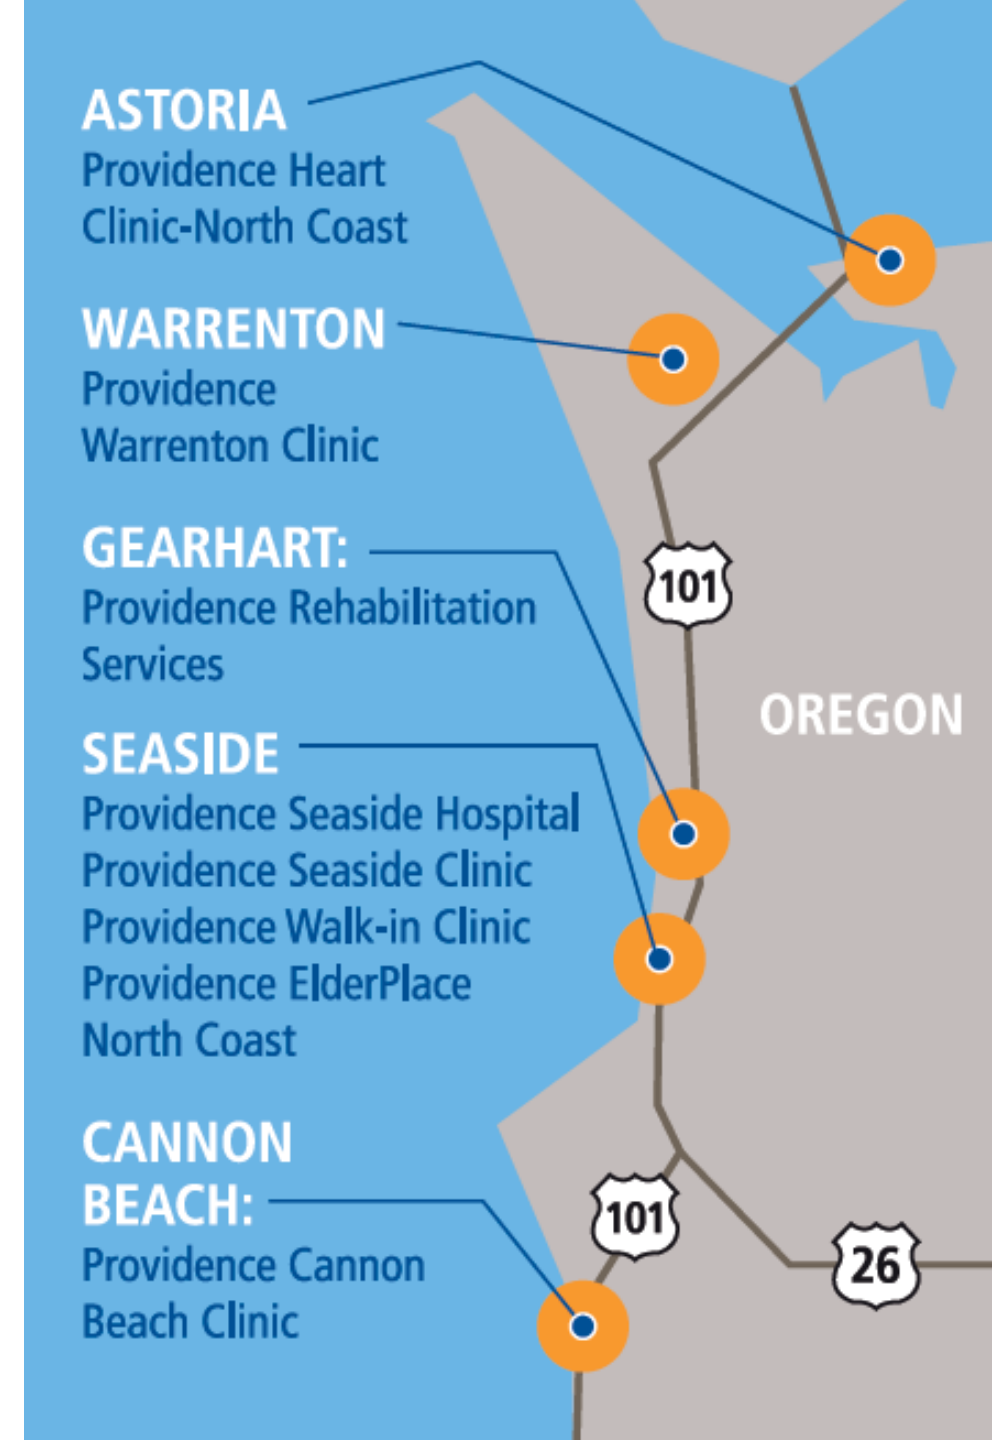 ASTORIA
Providence Heart
Clinic-North Coast
WARRENTON
Providence
Warrenton Clinic
GEARHART:
Providence Rehabilitation
Services
101
OREGON
SEASIDE
Providence Seaside Hospital
Providence Seaside Clinic
Providence Walk-in Clinic
Providence ElderPlace
North Coast
CANNON
BEACH:
Providence Cannon
Beach Clinic
101
26